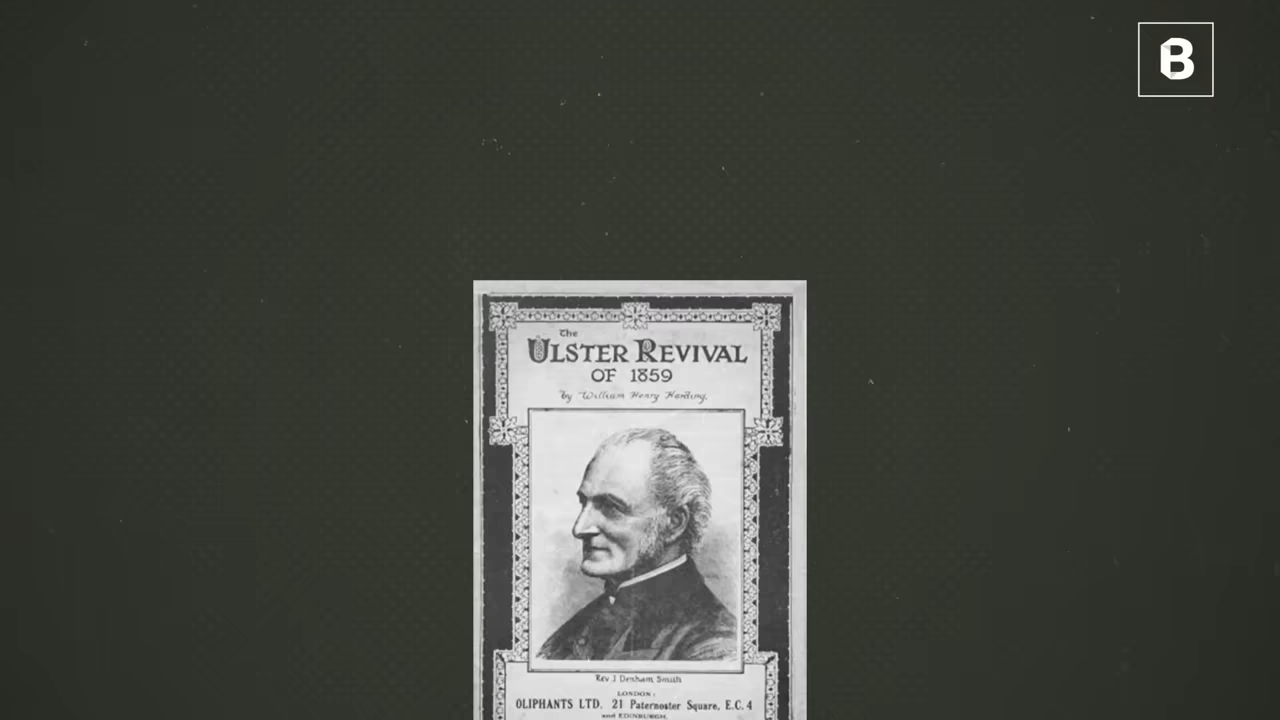 B
The
ULSTER REVIVAL
OF 1859
by William Henry Harding.
Rev J Denham Smith
LONDON:
OLIPHANTS LTD. 21 Paternoster Square, E.C.4
and EDINBURGH.